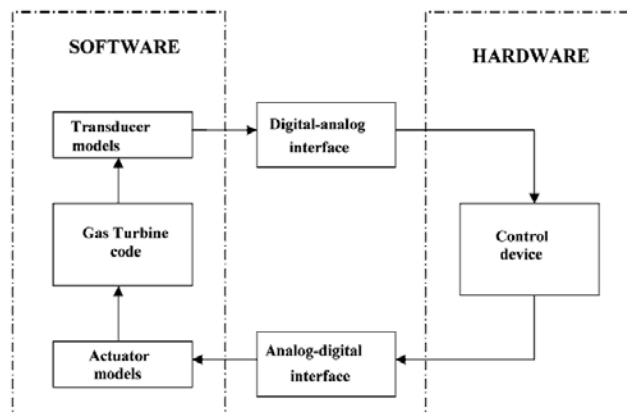 SOFTWARE
HARDWARE
Transducer
models
Digital-analog
interface
Gas Turbine
code
Control
device
Actuator
models
Analog-digital
interface